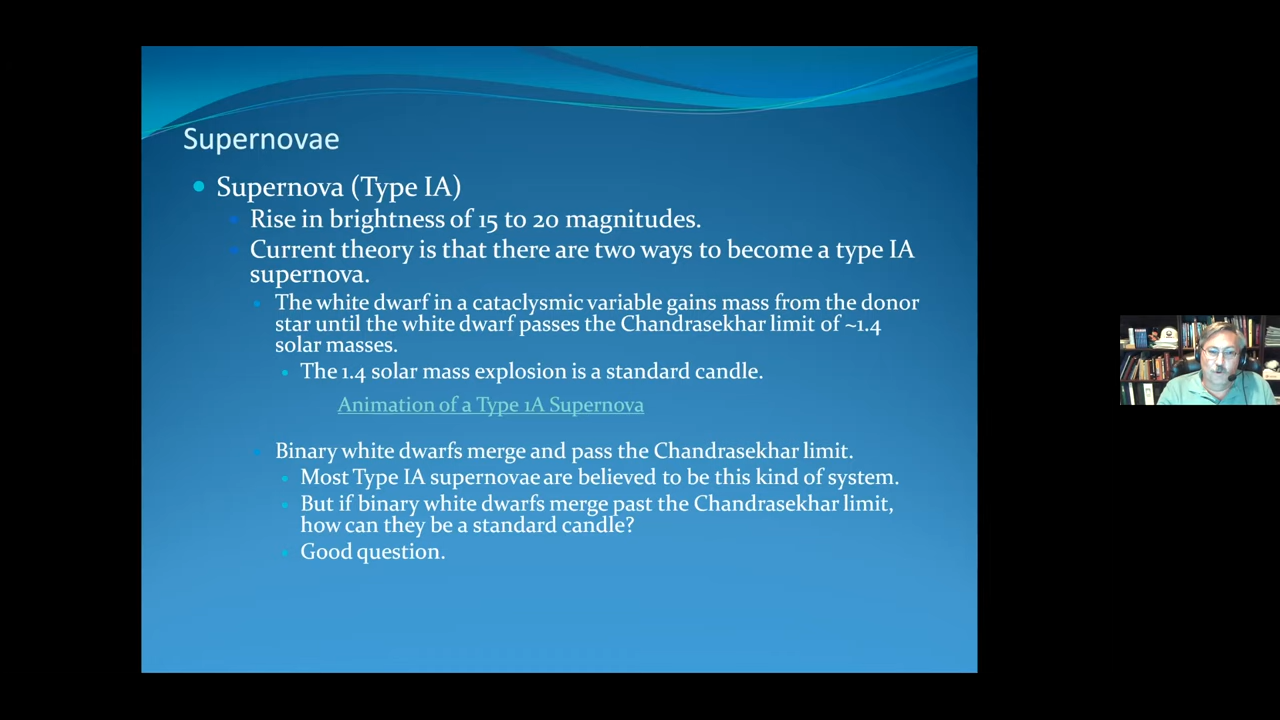 Supernovae
Supernova (Type IA)
Rise in brightness of 15 to 20 magnitudes.
Current theory is that there are two ways to become a type IA
supernova.
The white dwarf in a cataclysmic variable gains mass from the donor
star until the white dwarf passes the Chandrasekhar limit of ~1.4
solar masses.
The 1.4 solar mass explosion is a standard candle.
Animation of a Type 1A Supernova
Binary white dwarfs merge and pass the Chandrasekhar limit.
Most Type IA supernovae are believed to be this kind of system.
But if binary white dwarfs merge past the Chandrasekhar limit,
how can they be a standard candle?
Good question.